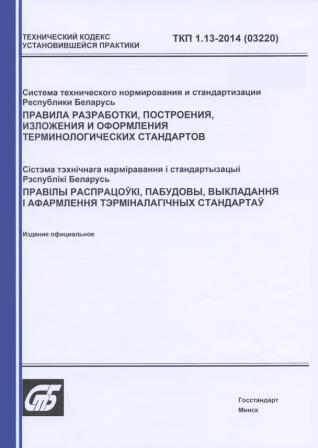 ТЕХНИЧЕСКИЙ КОДЕКС
УСТАНОВИВШЕЙСЯ ПРАКТИКИ
ТКП 1.13-2014 (03220)
Система технического нормирования и стандартизации
Республики Беларусь
ПРАВИЛА РАЗРАБОТКИ, ПОСТРОЕНИЯ,
ИЗЛОЖЕНИЯ И ОФОРМЛЕНИЯ
ТЕРМИНОЛОГИЧЕСКИХ СТАНДАРТОВ
Сістэма тэхнічнага нарміравання і стандартызацыі
Рэспублікі Беларусь
ПРАВІЛЫ РАСПРАЦОЎКІ, ПАБУДОВЫ, ВЫКЛАДАННЯ
І АФАРМЛЕННЯ ТЭРМІНАЛАГІЧНЫХ СТАНДАРТАЎ
Издание официальное
СТБ
Госстандарт
Минск